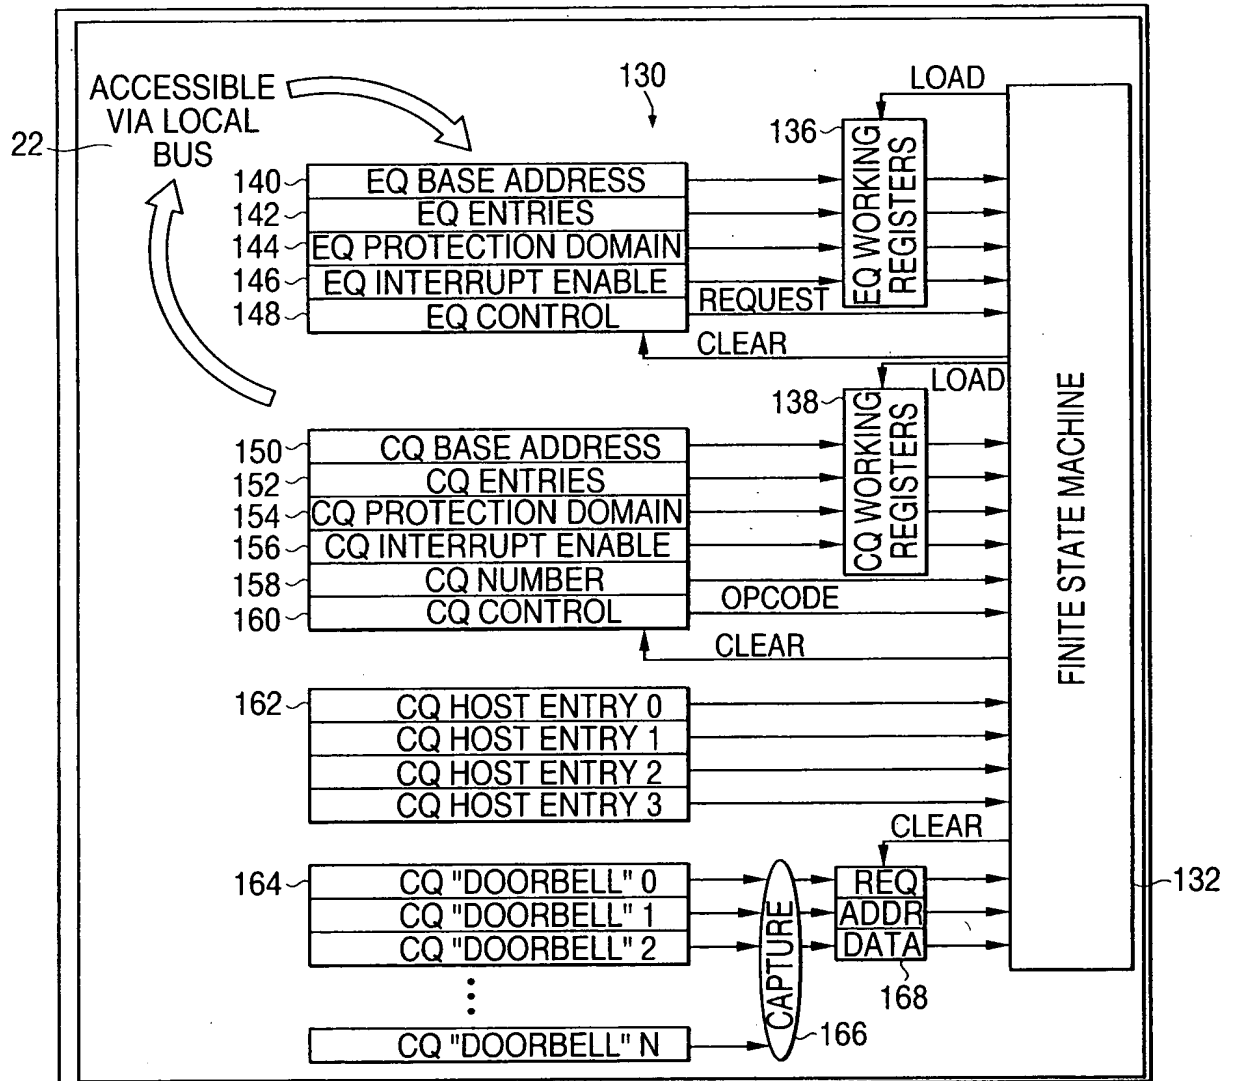 ACCESSIBLE
VIA LOCAL
BUS
22
130
LOAD
136
EQ WORKING
REGISTERS
140 EQ BASE ADDRESS
142 EQ ENTRIES
144 EQ PROTECTION DOMAIN
146 EQ INTERRUPT ENABLE
148 EQ CONTROL
REQUEST
CLEAR
LOAD
138
CQ WORKING
REGISTERS
150 CQ BASE ADDRESS
152 CQ ENTRIES
154 CQ PROTECTION DOMAIN
156 CQ INTERRUPT ENABLE
158 CQ NUMBER
160 CQ CONTROL
OPCODE
CLEAR
FINITE STATE MACHINE
132
162 CQ HOST ENTRY 0
CQ HOST ENTRY 1
CQ HOST ENTRY 2
CQ HOST ENTRY 3
CLEAR
164 CQ "DOORBELL" 0
CQ "DOORBELL" 1
CQ "DOORBELL" 2
CQ "DOORBELL" N
CAPTURE
166
REQ
ADDR
DATA
168